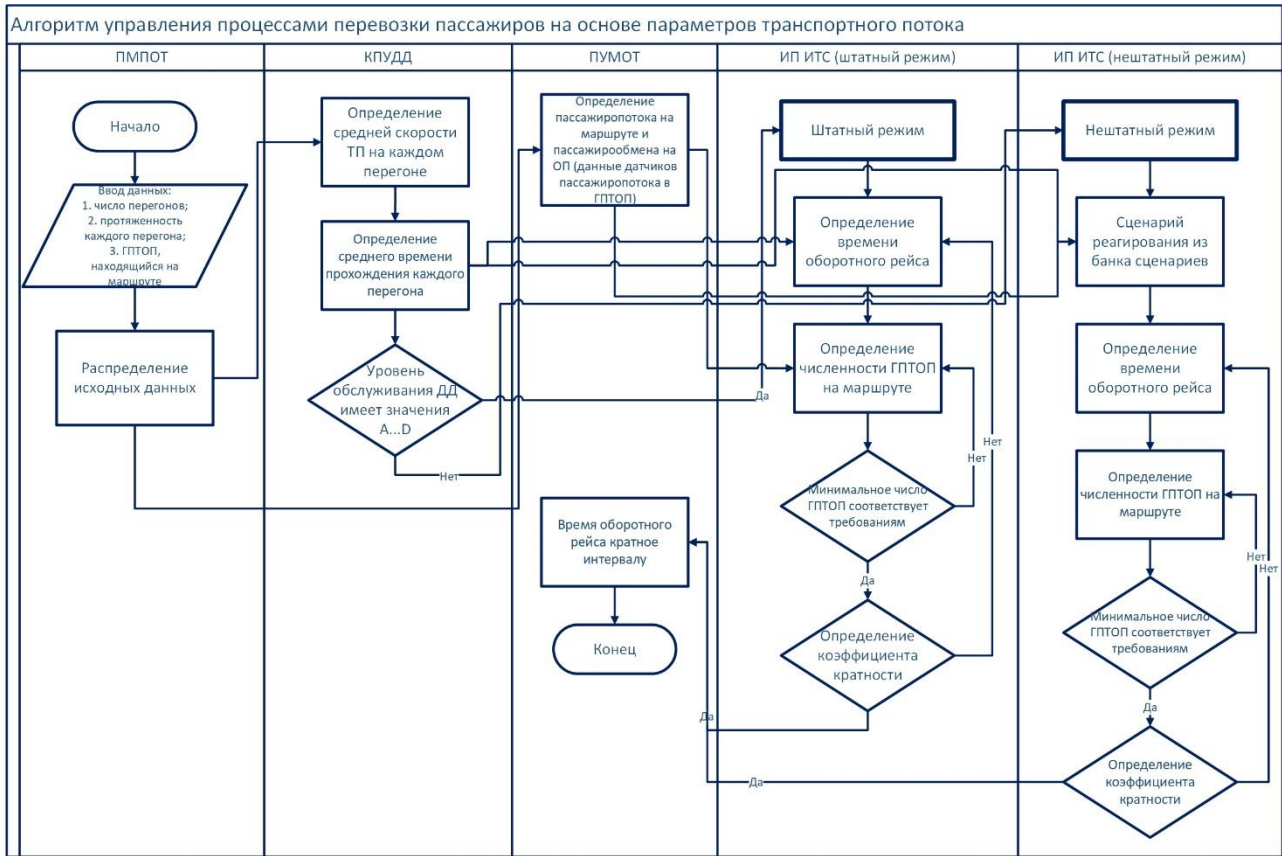 Алгоритм управления процессами перевозки пассажиров на основе параметров транспортного потока
ПМПОТ
КПУДД
ПУМОТ
ИП ИТС (штатный режим)
ИП ИТС (нештатный режим)
Начало
Ввод данных:
1. число перегонов;
2. протяженность
каждого перегона;
3. ГПТОП,
находящийся на
маршруте
Распределение
исходных данных
Определение
средней скорости
ТП на каждом
перегоне
Определение
среднего времени
прохождения каждого
перегона
Уровень
обслуживания ДД
имеет значения
A...D
Да
Нет
Определение
пассажиропотока на
маршруте и
пассажирообмена на
ОП (данные датчиков
пассажиропотока в
ГПТОП)
Время оборотного
рейса кратное
интервалу
Конец
Штатный режим
Определение
времени
оборотного рейса
Определение
численности ГПТОП
на маршруте
Минимальное число
ГПТОП соответствует
требованиям
Нет
Нет
Да
Определение
коэффициента
кратности
Да
Нештатный режим
Сценарий
реагирования из
банка сценариев
Определение
времени
оборотного рейса
Определение
численности ГПТОП на
маршруте
Нет
Нет
Минимальное число
ГПТОП соответствует
требованиям
Да
Определение
коэффициента
кратности
Да